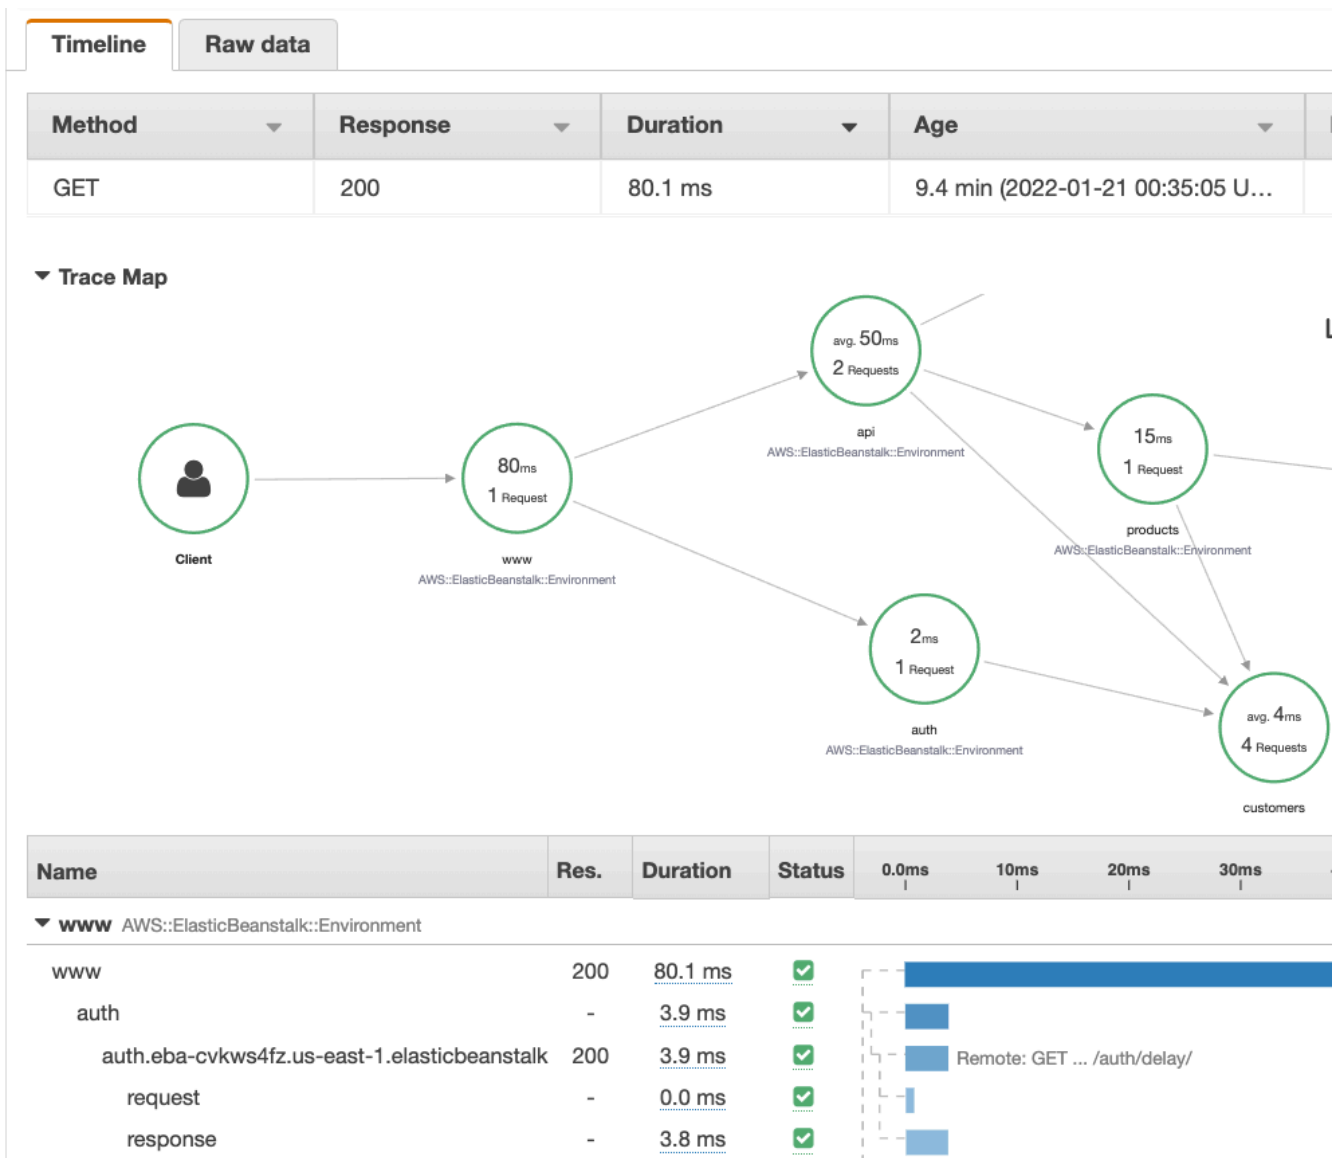 Timeline
Raw data
Method
Response
Duration
Age
GET
200
80.1 ms
9.4 min (2022-01-21 00:35:05 U...
Trace Map
avg. 50ms
2 Requests
api
AWS::ElasticBeanstalk::Environment
15ms
1 Request
products
AWS::ElasticBeanstalk::Environment
80ms
1 Request
Client
www
AWS::ElasticBeanstalk::Environment
2ms
1 Request
auth
AWS::ElasticBeanstalk::Environment
avg. 4ms
4 Requests
customers
Name
Res.
Duration
Status
0.0ms
10ms
20ms
30ms
www AWS::ElasticBeanstalk::Environment
www 200 80.1 ms
auth - 3.9 ms
auth.eba-cvkws4fz.us-east-1.elasticbeanstalk 200 3.9 ms Remote: GET ... /auth/delay/
request - 0.0 ms
response - 3.8 ms